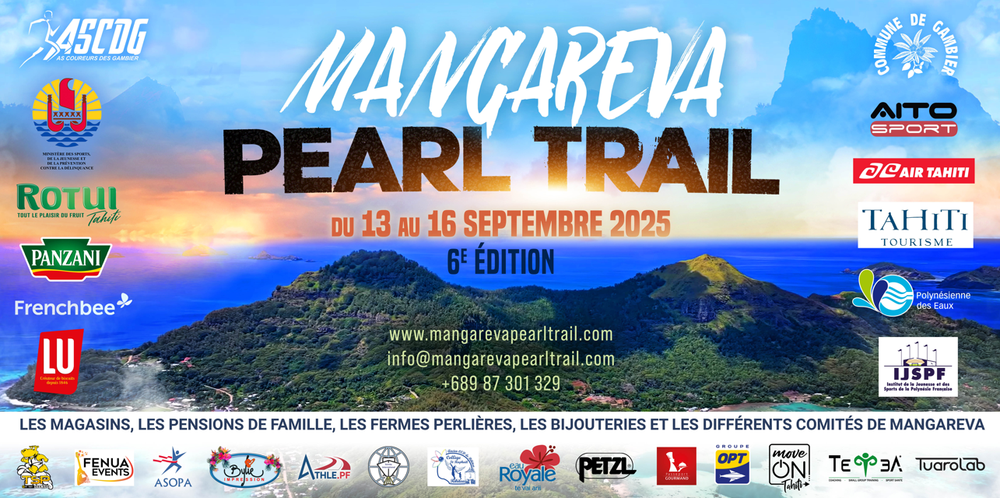 ASCDG
AS COUREURS DES GAMBIER
MANGAREVA
PEARL TRAIL
DU 13 AU 16 SEPTEMBRE 2025
6E ÉDITION
www.mangarevapearltrail.com
info@mangarevapearltrail.com
+689 87 301 329
MINISTÈRE DES SPORTS,
DE LA JEUNESSE ET
DE LA PRÉVENTION
CONTRE LA DÉLINQUANCE
ROTUI
TOUT LE PLAISIR DU FRUIT
Tahiti
PANZANI
Frenchbee
LU
Créateur de biscuits
depuis 1846
COMMUNE DE GAMBIER
AITO
SPORT
AIR TAHITI
TAHITI
TOURISME
Polynésienne
des Eaux
IJSPF
Institut de la Jeunesse et des
Sports de la Polynésie Française
LES MAGASINS, LES PENSIONS DE FAMILLE, LES FERMES PERLIÈRES, LES BIJOUTERIES ET LES DIFFÉRENTS COMITÉS DE MANGAREVA
TSP
FENUA
EVENTS
ASOPA
Bylie
IMPRESSION
ATHLE.PF
Collège
St Raphaël
Rikitea
eau
Royale
te vai arii
PETZL
PASSEPORT
GOURMAND
GROUPE
OPT
move
ON
Tahiti
TE BA
COACHING - SMALL GROUP TRAINING - SPORT SANTÉ
TUAROLAB